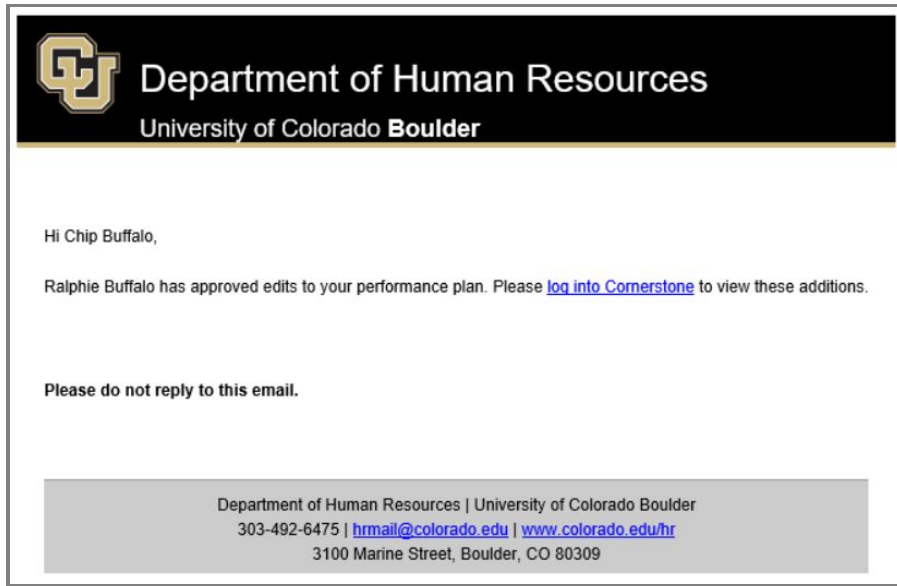 CU
Department of Human Resources
University of Colorado Boulder
Hi Chip Buffalo,
Ralphie Buffalo has approved edits to your performance plan. Please log into Cornerstone to view these additions.
Please do not reply to this email.
Department of Human Resources | University of Colorado Boulder
303-492-6475 | hrmail@colorado.edu | www.colorado.edu/hr
3100 Marine Street, Boulder, CO 80309